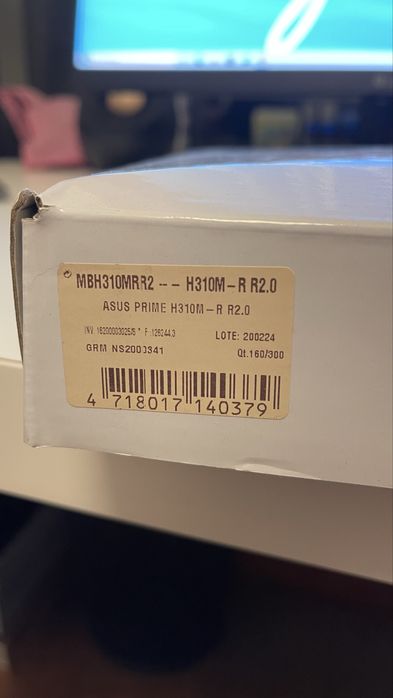 MBH310MRR2 -- H310M-R R2.0
ASUS PRIME H310M-R R2.0
INV. F.
LOTE: 200224
GRM NS2000341
Qt.160/300
4 718017 140379